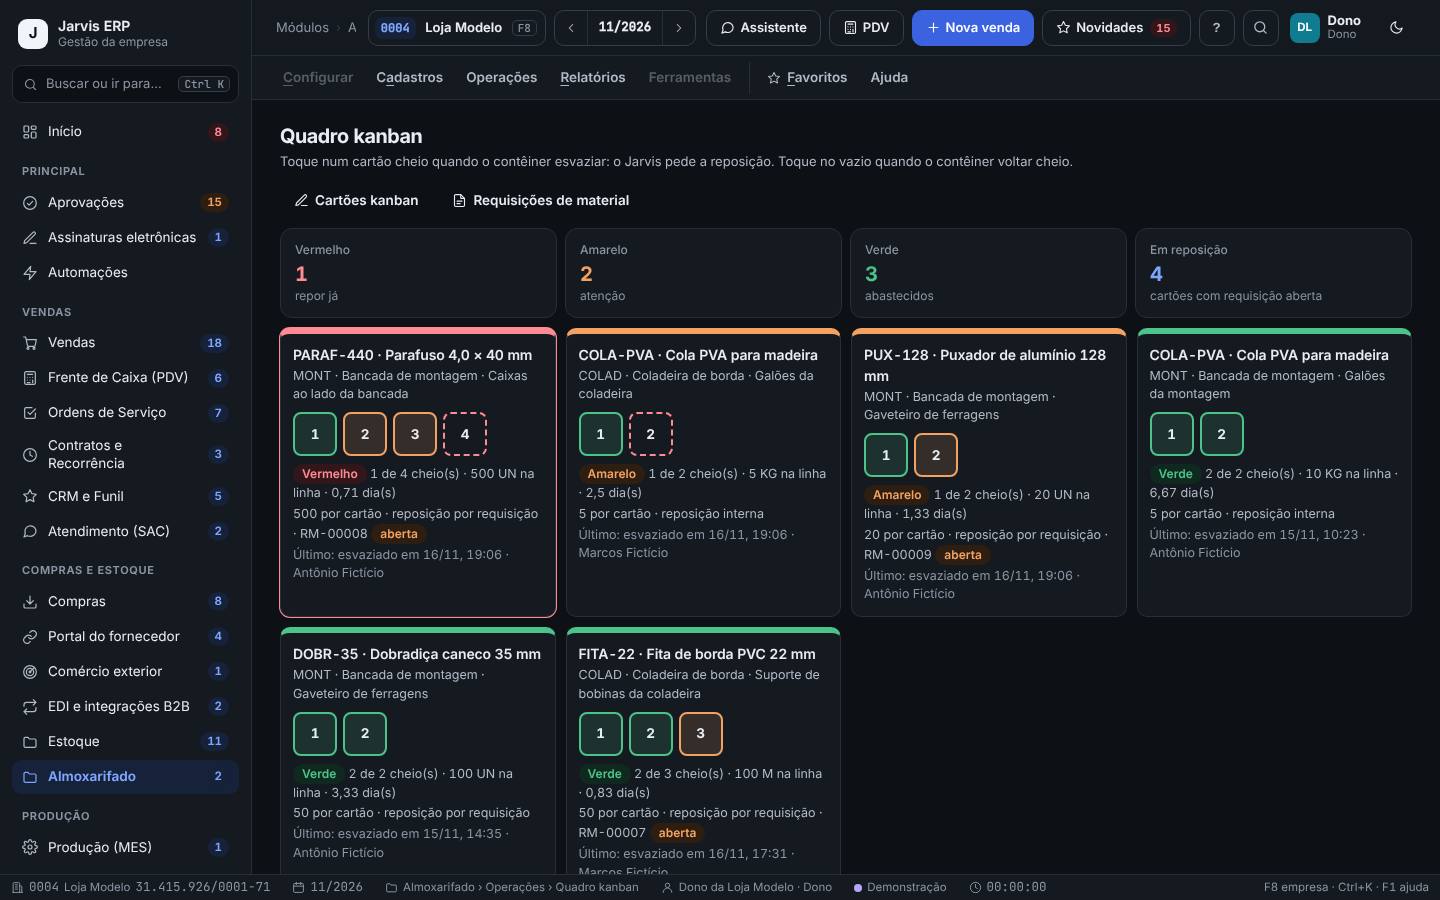 J
Jarvis ERP
Gestão da empresa
Buscar ou ir para... Ctrl K
Início 8
PRINCIPAL
Aprovações 15
Assinaturas eletrônicas 1
Automações
VENDAS
Vendas 18
Frente de Caixa (PDV) 6
Ordens de Serviço 7
Contratos e
Recorrência 3
CRM e Funil 5
Atendimento (SAC) 2
COMPRAS E ESTOQUE
Compras 8
Portal do fornecedor 4
Comércio exterior 1
EDI e integrações B2B 2
Estoque 11
Almoxarifado 2
PRODUÇÃO
Produção (MES) 1
Módulos › A
0004 Loja Modelo F8
‹ 11/2026 ›
Assistente
PDV
+ Nova venda
Novidades 15
?
DL
Dono
Dono
Configurar Cadastros Operações Relatórios Ferramentas Favoritos Ajuda
Quadro kanban
Toque num cartão cheio quando o contêiner esvaziar: o Jarvis pede a reposição. Toque no vazio quando o contêiner voltar cheio.
Cartões kanban Requisições de material
Vermelho
1
repor já
Amarelo
2
atenção
Verde
3
abastecidos
Em reposição
4
cartões com requisição aberta
PARAF-440 · Parafuso 4,0 × 40 mm
MONT · Bancada de montagem · Caixas
ao lado da bancada
1 2 3 4
Vermelho 1 de 4 cheio(s) · 500 UN na
linha · 0,71 dia(s)
500 por cartão · reposição por requisição
· RM-00008 aberta
Último: esvaziado em 16/11, 19:06 ·
Antônio Fictício
COLA-PVA · Cola PVA para madeira
COLAD · Coladeira de borda · Galões da
coladeira
1 2
Amarelo 1 de 2 cheio(s) · 5 KG na linha
· 2,5 dia(s)
5 por cartão · reposição interna
Último: esvaziado em 16/11, 19:06 ·
Marcos Fictício
PUX-128 · Puxador de alumínio 128
mm
MONT · Bancada de montagem ·
Gaveteiro de ferragens
1 2
Amarelo 1 de 2 cheio(s) · 20 UN na
linha · 1,33 dia(s)
20 por cartão · reposição por requisição ·
RM-00009 aberta
Último: esvaziado em 16/11, 19:06 ·
Antônio Fictício
COLA-PVA · Cola PVA para madeira
MONT · Bancada de montagem · Galões
da montagem
1 2
Verde 2 de 2 cheio(s) · 10 KG na linha ·
6,67 dia(s)
5 por cartão · reposição interna
Último: esvaziado em 15/11, 10:23 ·
Antônio Fictício
DOBR-35 · Dobradiça caneco 35 mm
MONT · Bancada de montagem ·
Gaveteiro de ferragens
1 2
Verde 2 de 2 cheio(s) · 100 UN na
linha · 3,33 dia(s)
50 por cartão · reposição por requisição
Último: esvaziado em 15/11, 14:35 ·
Antônio Fictício
FITA-22 · Fita de borda PVC 22 mm
COLAD · Coladeira de borda · Suporte de
bobinas da coladeira
1 2 3
Verde 2 de 3 cheio(s) · 100 M na linha
· 0,83 dia(s)
50 por cartão · reposição por requisição ·
RM-00007 aberta
Último: esvaziado em 16/11, 17:31 ·
Marcos Fictício
0004 Loja Modelo 31.415.926/0001-71 11/2026 Almoxarifado › Operações › Quadro kanban Dono da Loja Modelo · Dono Demonstração 00:00:00 F8 empresa · Ctrl+K · F1 ajuda